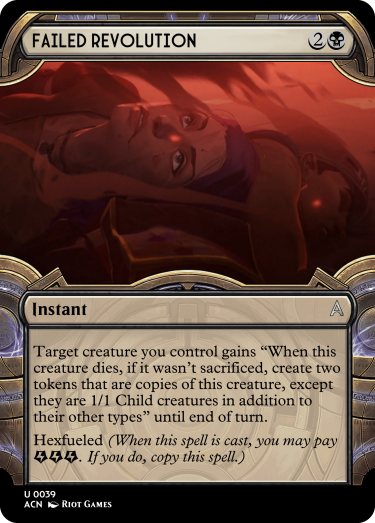 FAILED REVOLUTION 2
Instant
Target creature you control gains “When this
creature dies, if it wasn’t sacrificed, create two
tokens that are copies of this creature, except
they are 1/1 Child creatures in addition to
their other types” until end of turn.
Hexfueled (When this spell is cast, you may pay
. If you do, copy this spell.)
U 0039
ACN RIOT GAMES